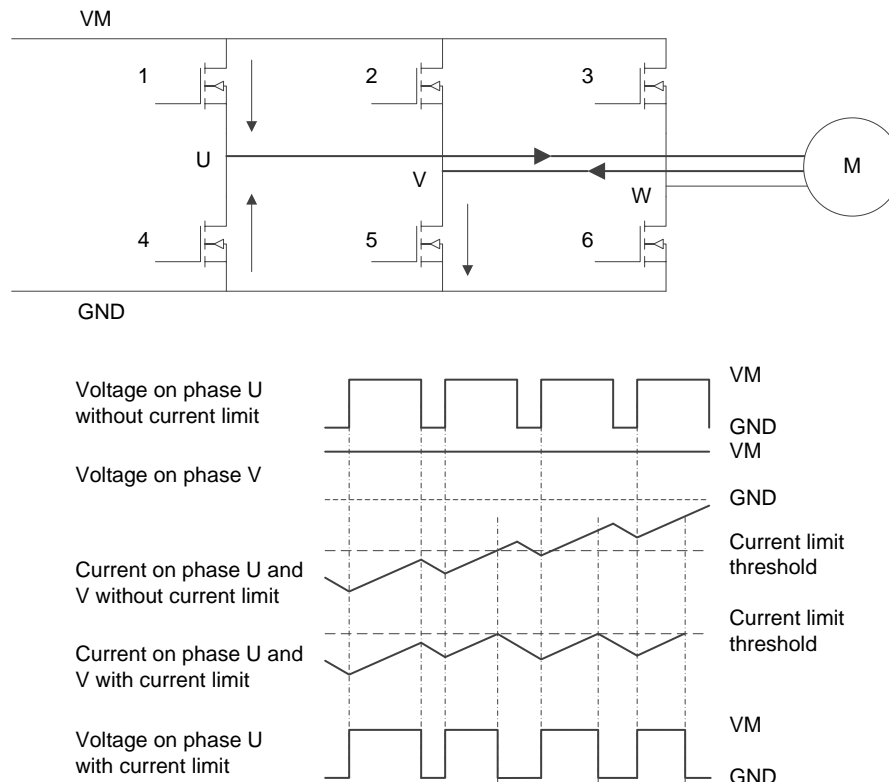 VM
1
2
3
U
V
W
M
4
5
6
GND
Voltage on phase U
without current limit
VM
GND
Voltage on phase V
VM
GND
Current on phase U and
V without current limit
Current limit
threshold
Current on phase U and
V with current limit
Current limit
threshold
Voltage on phase U
with current limit
VM
GND